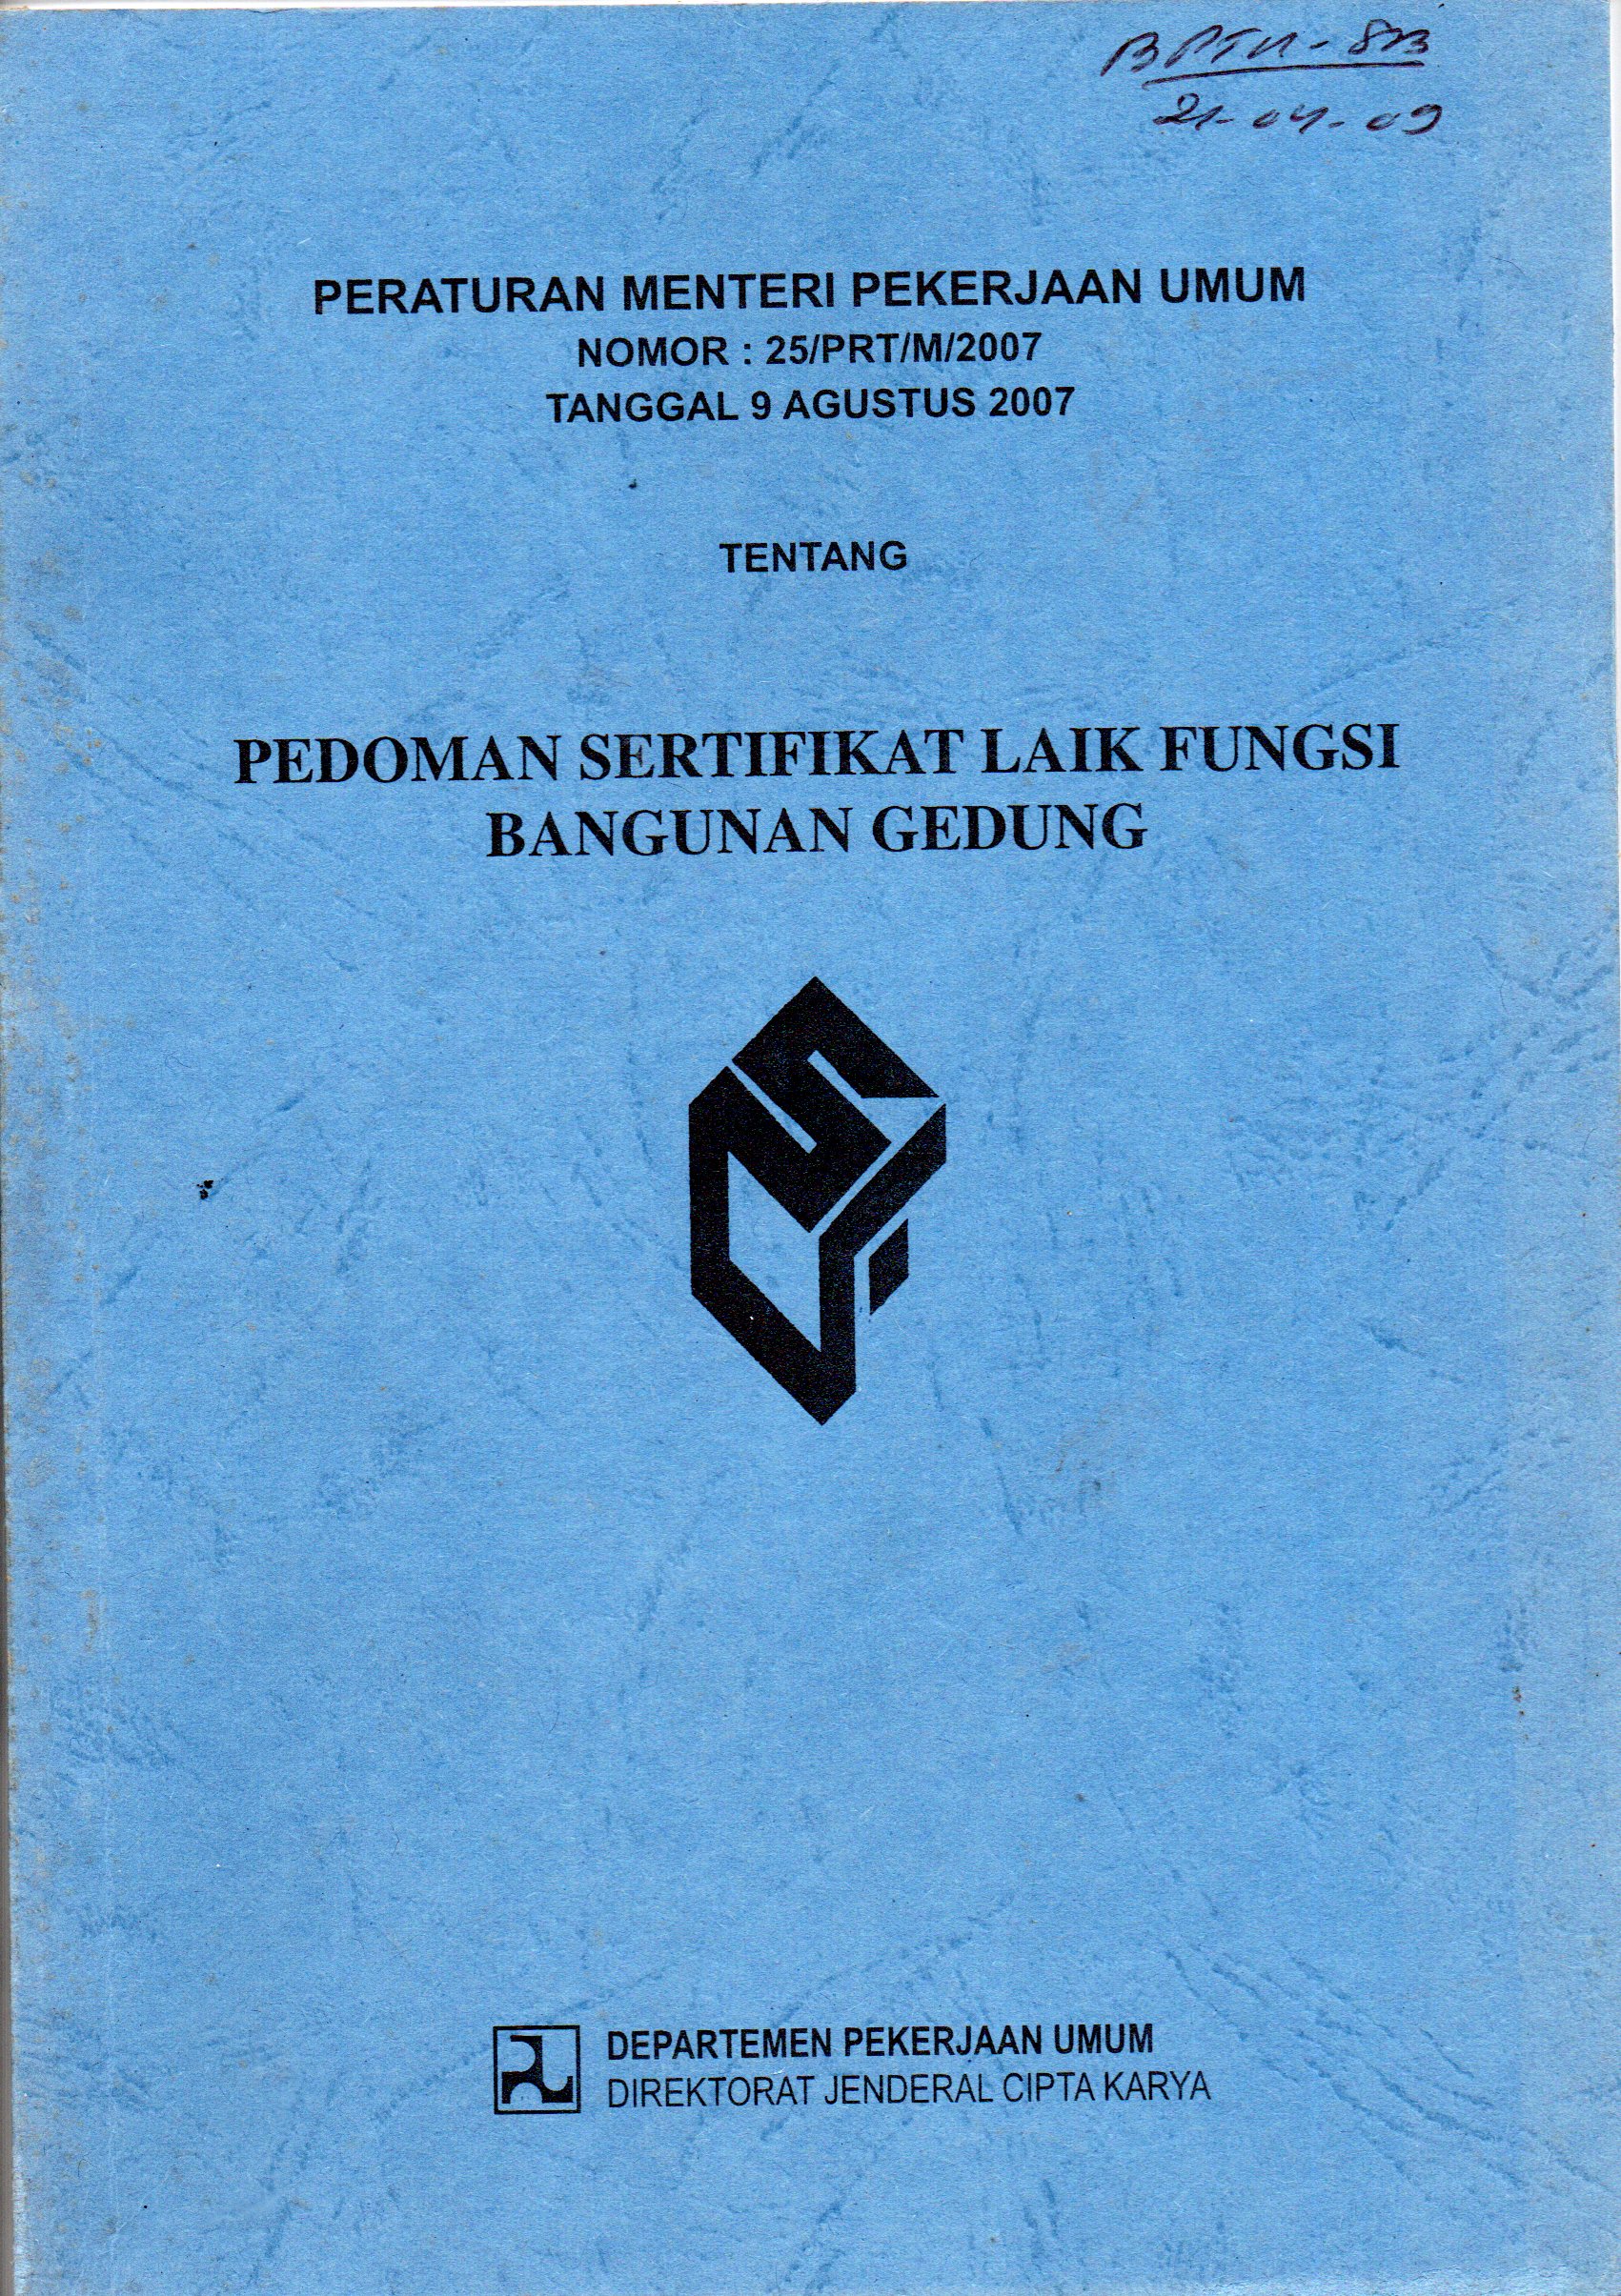 BPTU - SB
21-04-09
PERATURAN MENTERI PEKERJAAN UMUM
NOMOR : 25/PRT/M/2007
TANGGAL 9 AGUSTUS 2007
TENTANG
PEDOMAN SERTIFIKAT LAIK FUNGSI
BANGUNAN GEDUNG
DEPARTEMEN PEKERJAAN UMUM
DIREKTORAT JENDERAL CIPTA KARYA